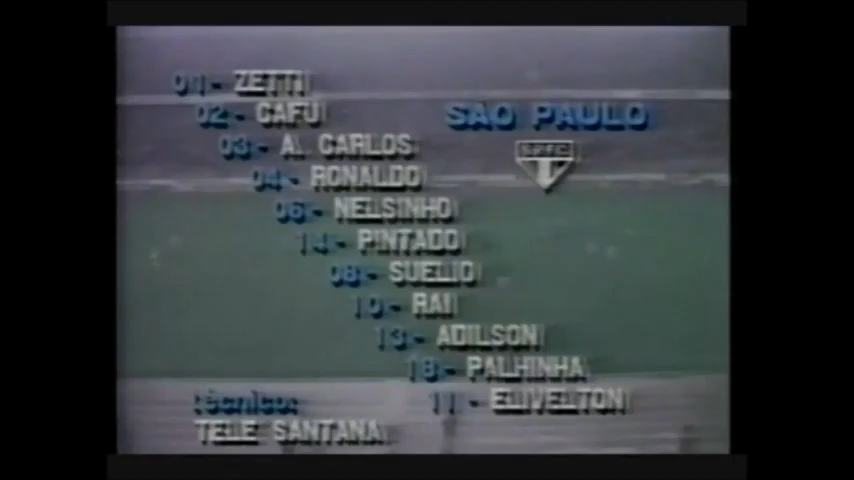 01- ZETTI
02- CAFU
SAO PAULO
03- A. CARLOS
S.P.F.C.
04- RONALDO
06- NELSINHO
14- PINTADO
08- SUELIO
10- RAI
13- ADILSON
18- PALHINHA
técnico:
11- ELIVELTON
TELE SANTANA